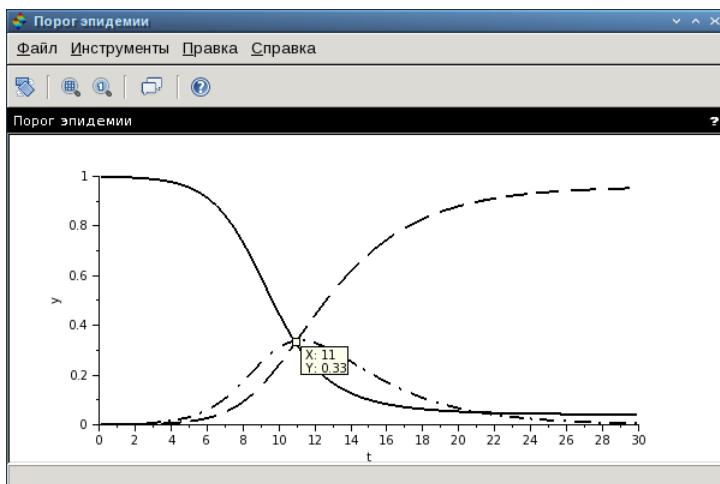 Порог эпидемии
Файл Инструменты Правка Справка
Порог эпидемии ?
1
0.8
0.6
y
0.4
X: 11
Y: 0.33
0.2
0
0 2 4 6 8 10 12 14 16 18 20 22 24 26 28 30
t